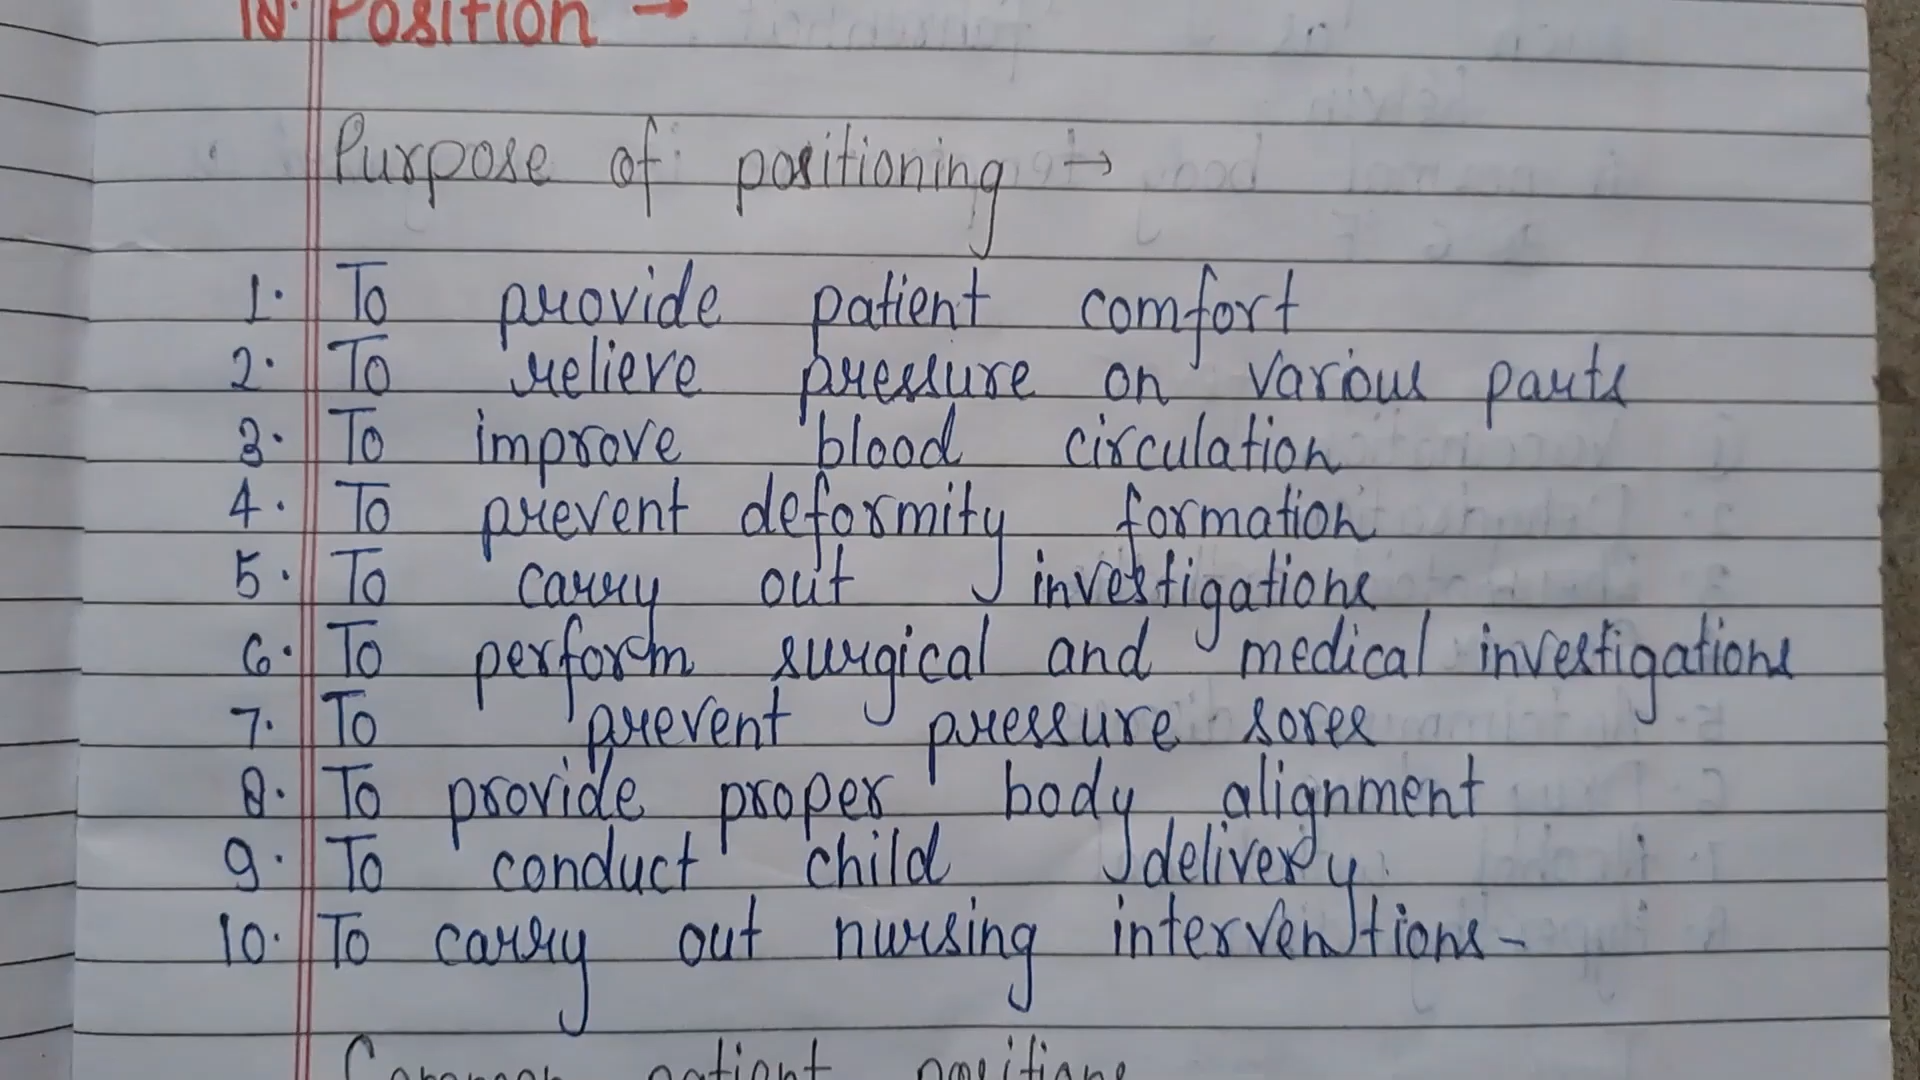 Position →
Purpose of positioning →
1. To provide patient comfort
2. To relieve pressure on various parts
3. To improve blood circulation
4. To prevent deformity formation
5. To carry out investigations
6. To perform surgical and medical investigations
7. To prevent pressure sores
8. To provide proper body alignment
9. To conduct child delivery
10. To carry out nursing interventions-
Common patient positions